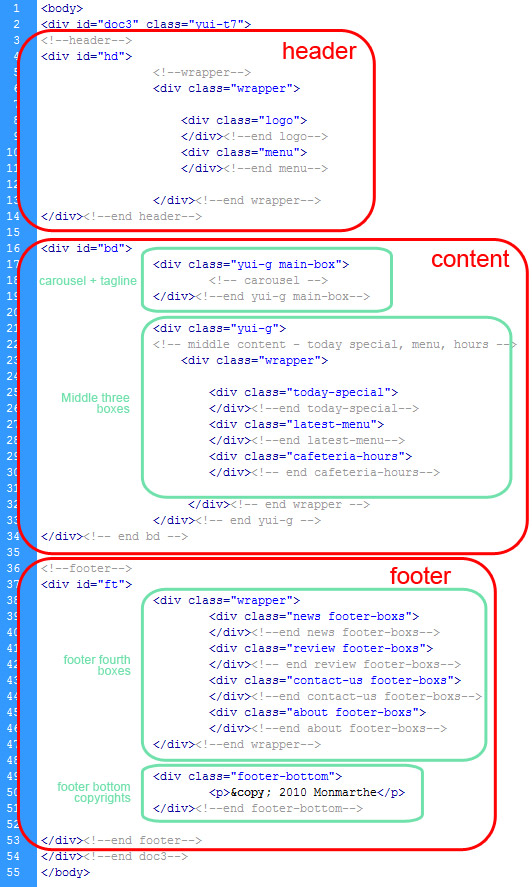 1 <body>
2 <div id="doc3" class="yui-t7">
3 <!--header-->
header
4 <div id="hd">
5 <!--wrapper-->
6 <div class="wrapper">
7
8 <div class="logo">
9 </div><!--end logo-->
10 <div class="menu">
11 </div><!--end menu-->
12
13 </div><!--end wrapper-->
14 </div><!--end header-->
15
16 <div id="bd">
content
17 <div class="yui-g main-box">
carousel + tagline
18 <!-- carousel -->
19 </div><!--end yui-g main-box-->
20
21 <div class="yui-g">
22 <!-- middle content - today special, menu, hours -->
23 <div class="wrapper">
24
25 <div class="today-special">
Middle three
boxes
26 </div><!--end today-special-->
27 <div class="latest-menu">
28 </div><!--end latest-menu-->
29 <div class="cafeteria-hours">
30 </div><!-- end cafeteria-hours-->
31
32 </div><!-- end wrapper -->
33 </div><!-- end yui-g -->
34 </div><!-- end bd -->
35
36 <!--footer-->
footer
37 <div id="ft">
38 <div class="wrapper">
39 <div class="news footer-boxs">
40 </div><!--end news footer-boxs-->
41 <div class="review footer-boxs">
footer fourth
boxes
42 </div><!-- end review footer-boxs-->
43 <div class="contact-us footer-boxs">
44 </div><!--end contact-us footer-boxs-->
45 <div class="about footer-boxs">
46 </div><!--end about footer-boxs-->
47 </div><!--end wrapper-->
48
49 <div class="footer-bottom">
footer bottom
copyrights
50 <p>&copy; 2010 Monmarthe</p>
51 </div><!--end footer-bottom-->
52
53 </div><!--end footer-->
54 </div><!--end doc3-->
55 </body>